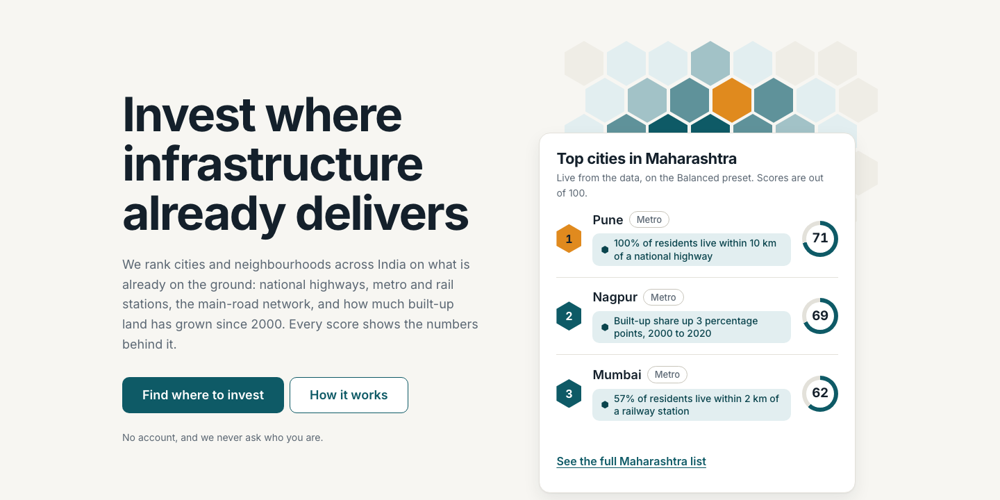 Invest where
infrastructure
already delivers
We rank cities and neighbourhoods across India on what is
already on the ground: national highways, metro and rail
stations, the main-road network, and how much built-up
land has grown since 2000. Every score shows the numbers
behind it.
Find where to invest
How it works
No account, and we never ask who you are.
Top cities in Maharashtra
Live from the data, on the Balanced preset. Scores are out
of 100.
1
Pune
Metro
100% of residents live within 10 km
of a national highway
71
2
Nagpur
Metro
Built-up share up 3 percentage
points, 2000 to 2020
69
3
Mumbai
Metro
57% of residents live within 2 km of
a railway station
62
See the full Maharashtra list